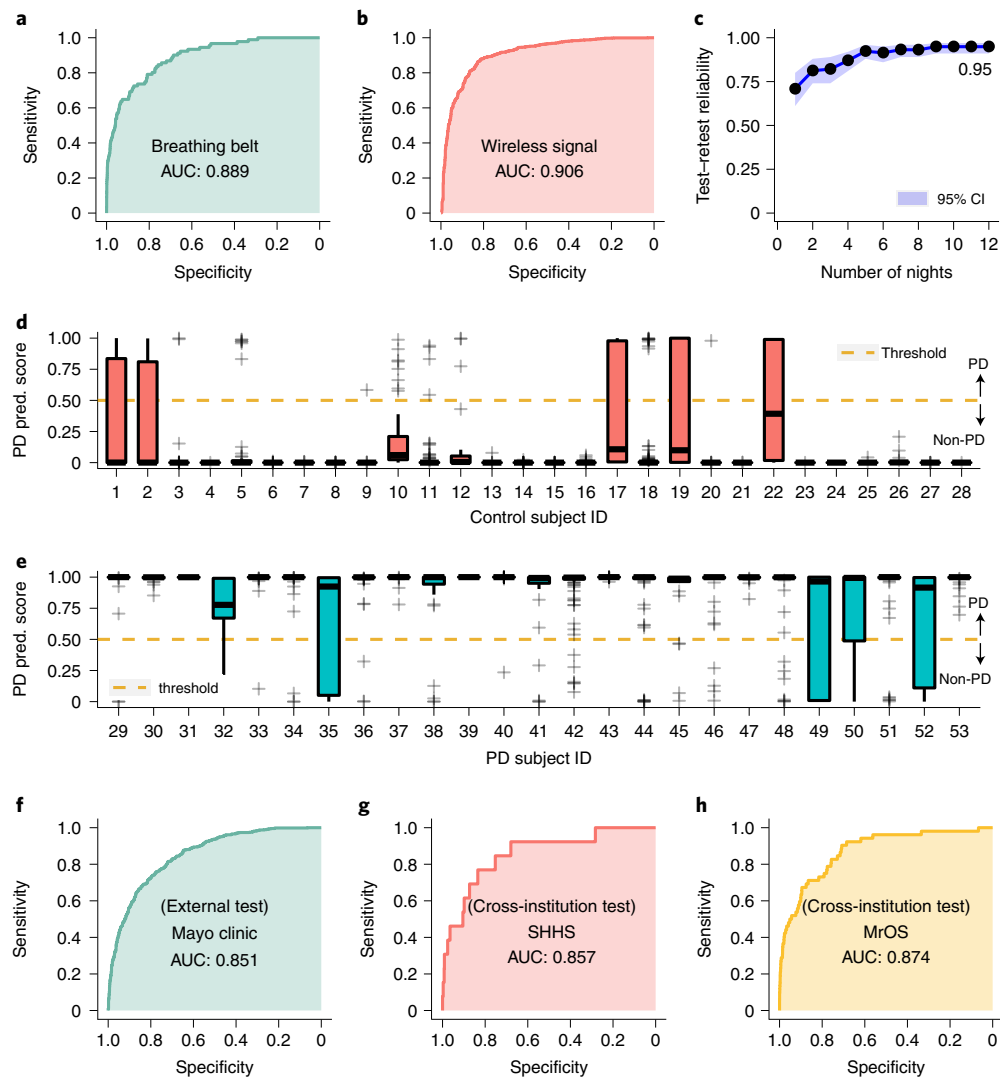 a
1.0
0.8
0.6
0.4
0.2
0
Sensitivity
Breathing belt
AUC: 0.889
1.0 0.8 0.6 0.4 0.2 0
Specificity
b
1.0
0.8
0.6
0.4
0.2
0
Sensitivity
Wireless signal
AUC: 0.906
1.0 0.8 0.6 0.4 0.2 0
Specificity
c
1.00
0.75
0.50
0.25
0
Test–retest reliability
0.95
95% CI
0 2 4 6 8 10 12
Number of nights
d
1.00
0.75
0.50
0.25
0
PD pred. score
Threshold
PD
Non-PD
1 2 3 4 5 6 7 8 9 10 11 12 13 14 15 16 17 18 19 20 21 22 23 24 25 26 27 28
Control subject ID
e
1.00
0.75
0.50
0.25
0
PD pred. score
threshold
PD
Non-PD
29 30 31 32 33 34 35 36 37 38 39 40 41 42 43 44 45 46 47 48 49 50 51 52 53
PD subject ID
f
1.0
0.8
0.6
0.4
0.2
0
Sensitivity
(External test)
Mayo clinic
AUC: 0.851
1.0 0.8 0.6 0.4 0.2 0
Specificity
g
1.0
0.8
0.6
0.4
0.2
0
Sensitivity
(Cross-institution test)
SHHS
AUC: 0.857
1.0 0.8 0.6 0.4 0.2 0
Specificity
h
1.0
0.8
0.6
0.4
0.2
0
Sensitivity
(Cross-institution test)
MrOS
AUC: 0.874
1.0 0.8 0.6 0.4 0.2 0
Specificity